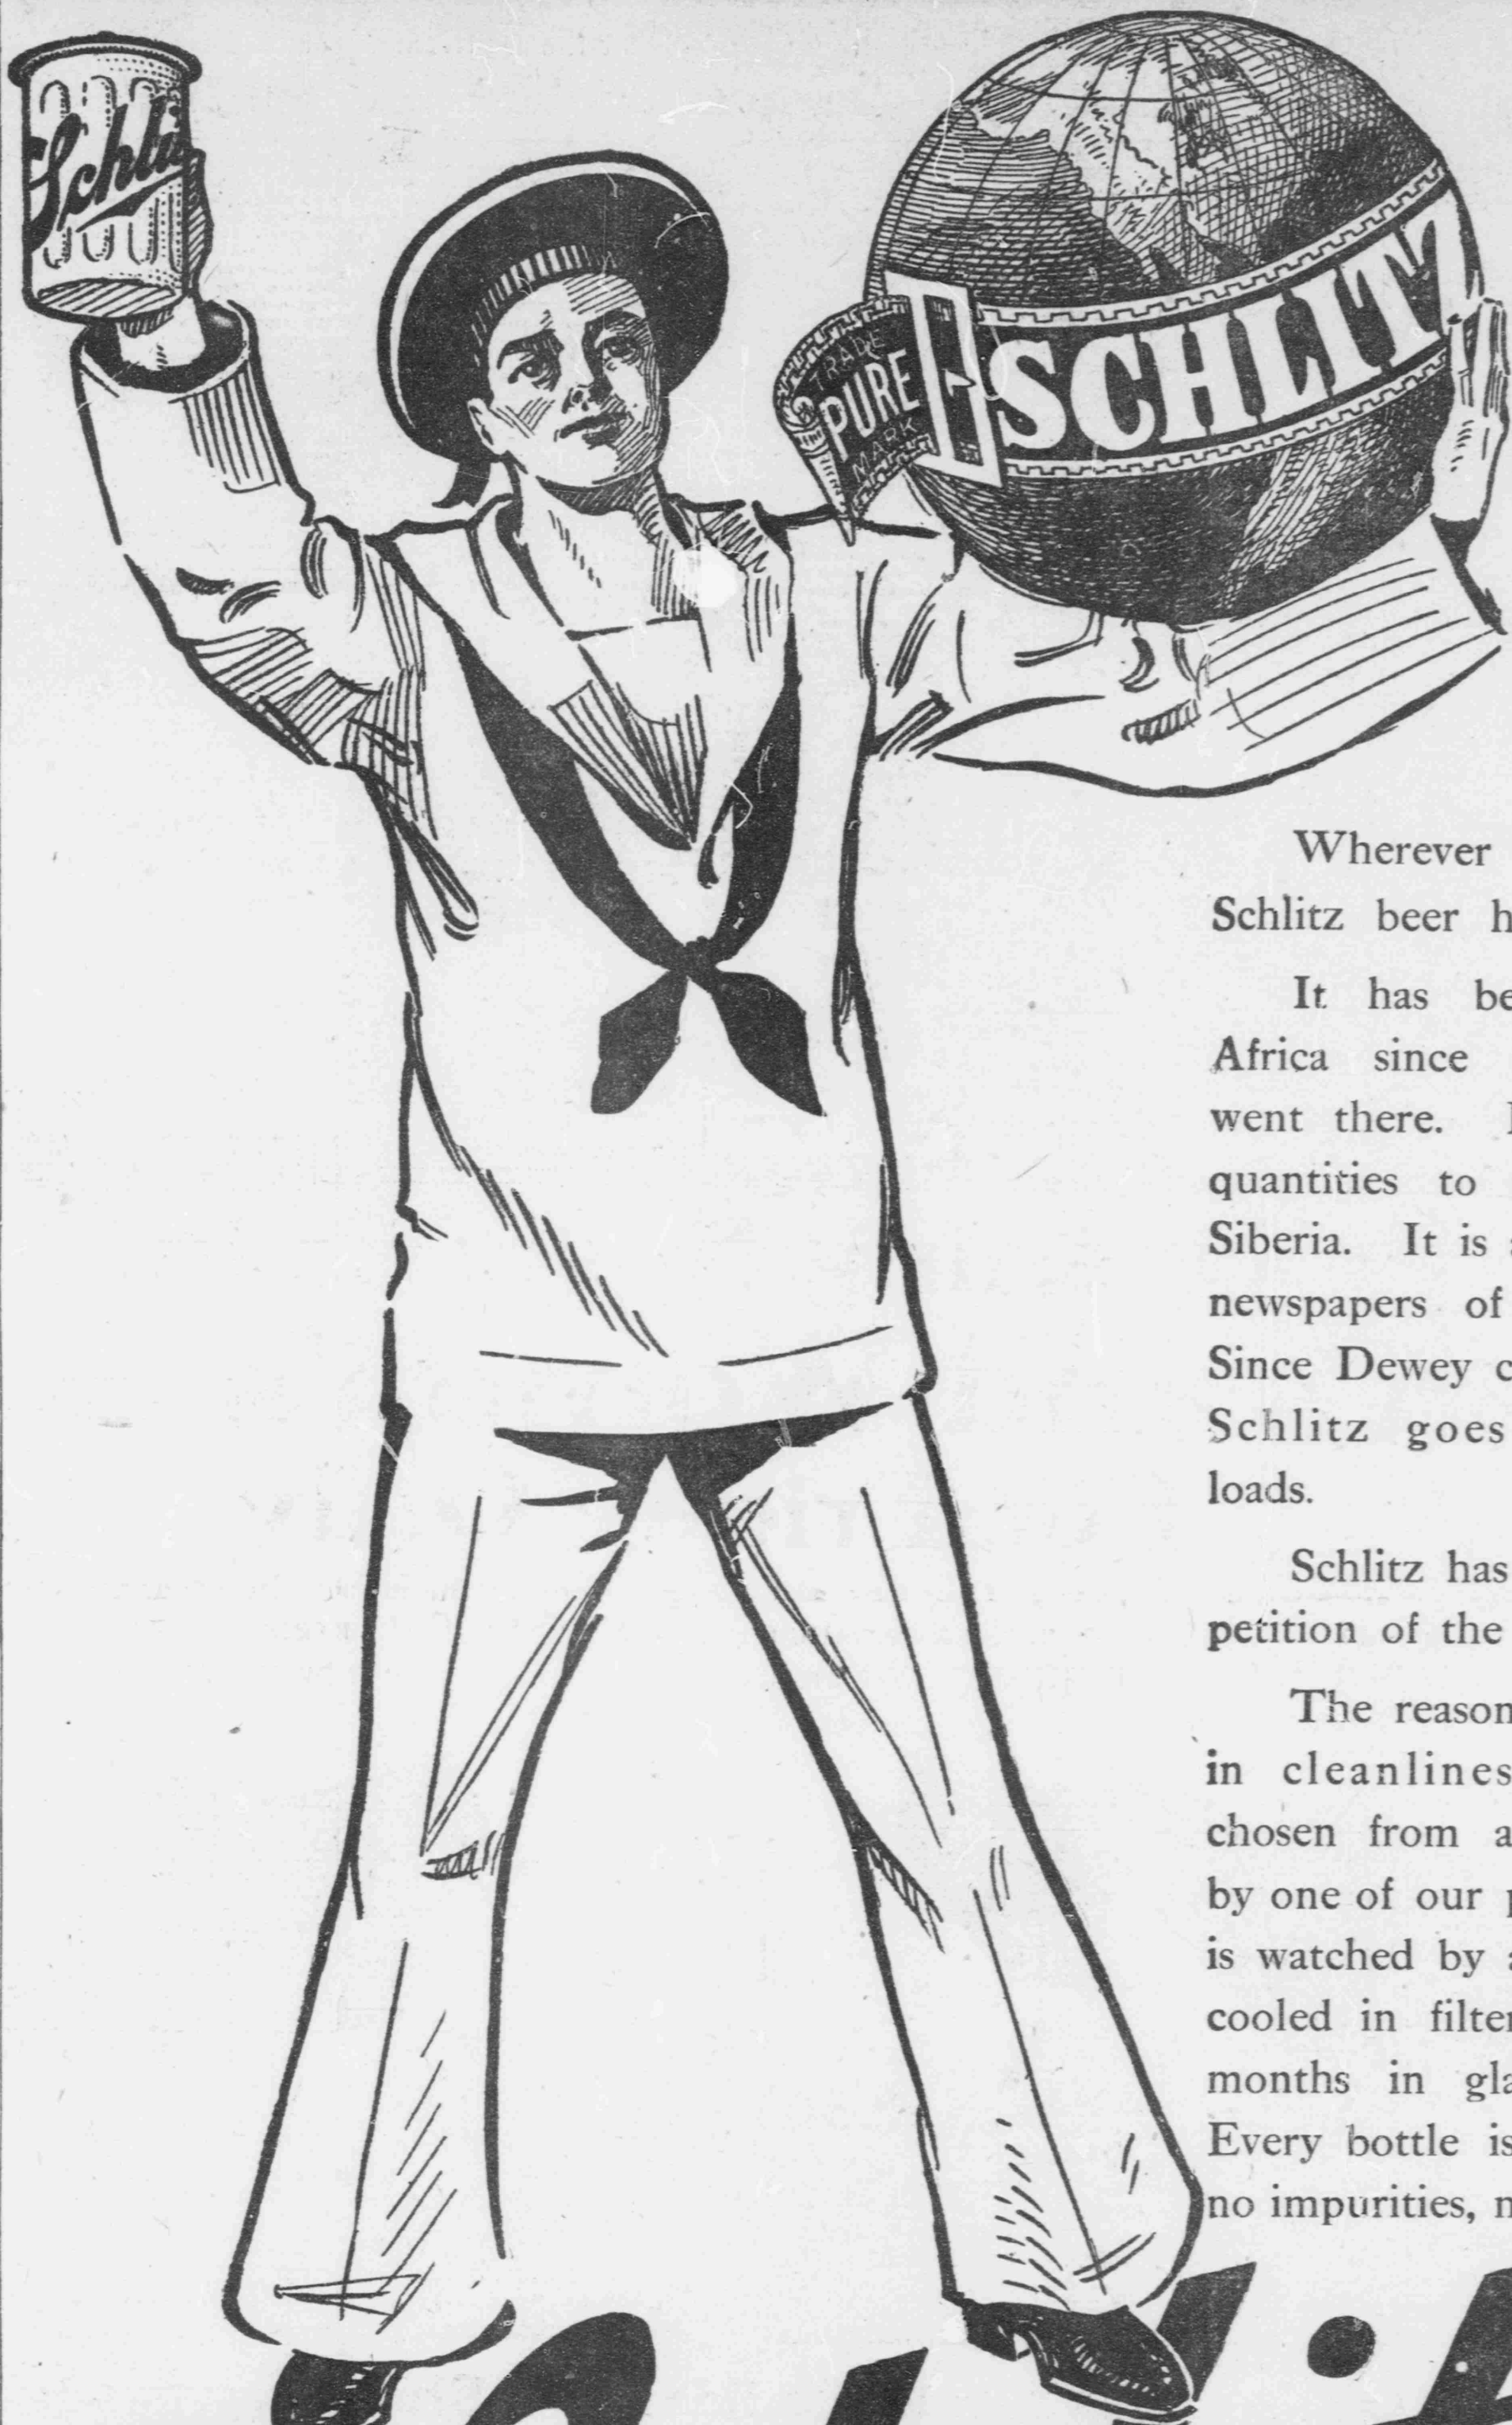 Schlitz
TRADE
PURE
MARK
SCHLITZ
Wherever
Schlitz beer h
It has be
Africa since
went there.
quantities to
Siberia. It is
newspapers of
Since Dewey c
Schlitz goes
loads.
Schlitz has
petition of the
The reason
in cleanlines
chosen from a
by one of our
is watched by a
cooled in filter
months in gla
Every bottle is
no impurities, n